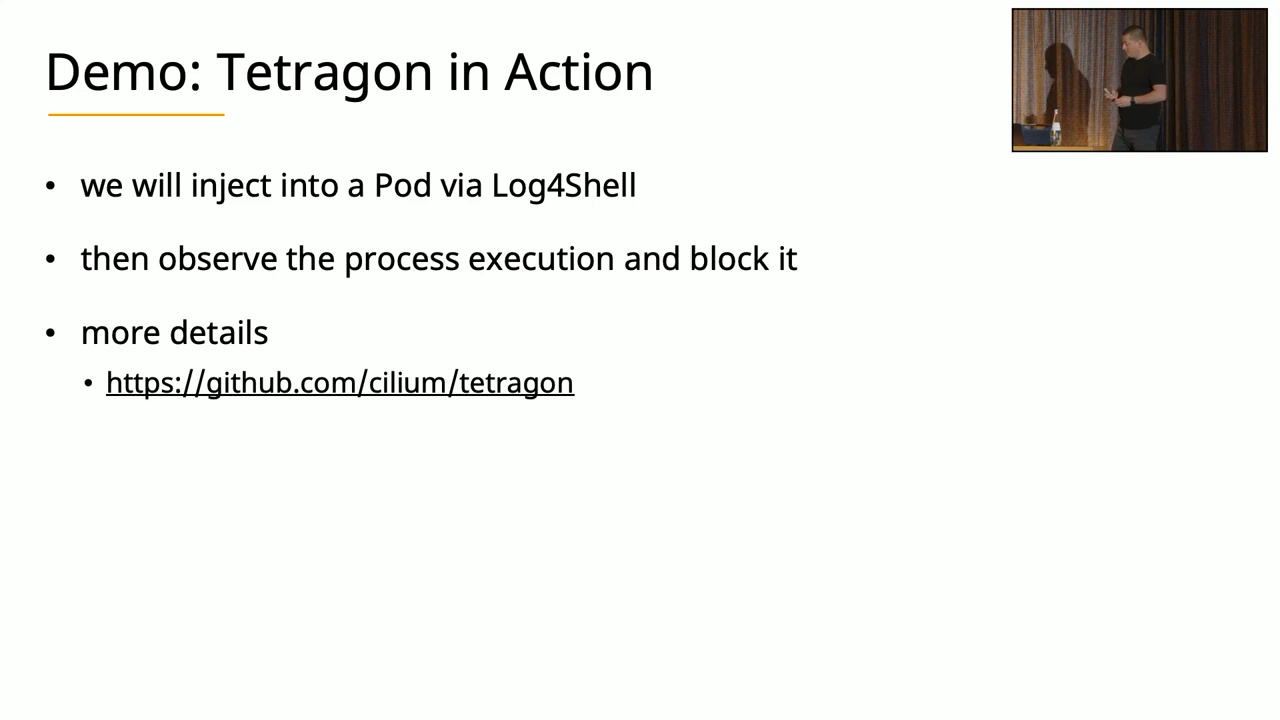 Demo: Tetragon in Action
• we will inject into a Pod via Log4Shell
• then observe the process execution and block it
• more details
• https://github.com/cilium/tetragon